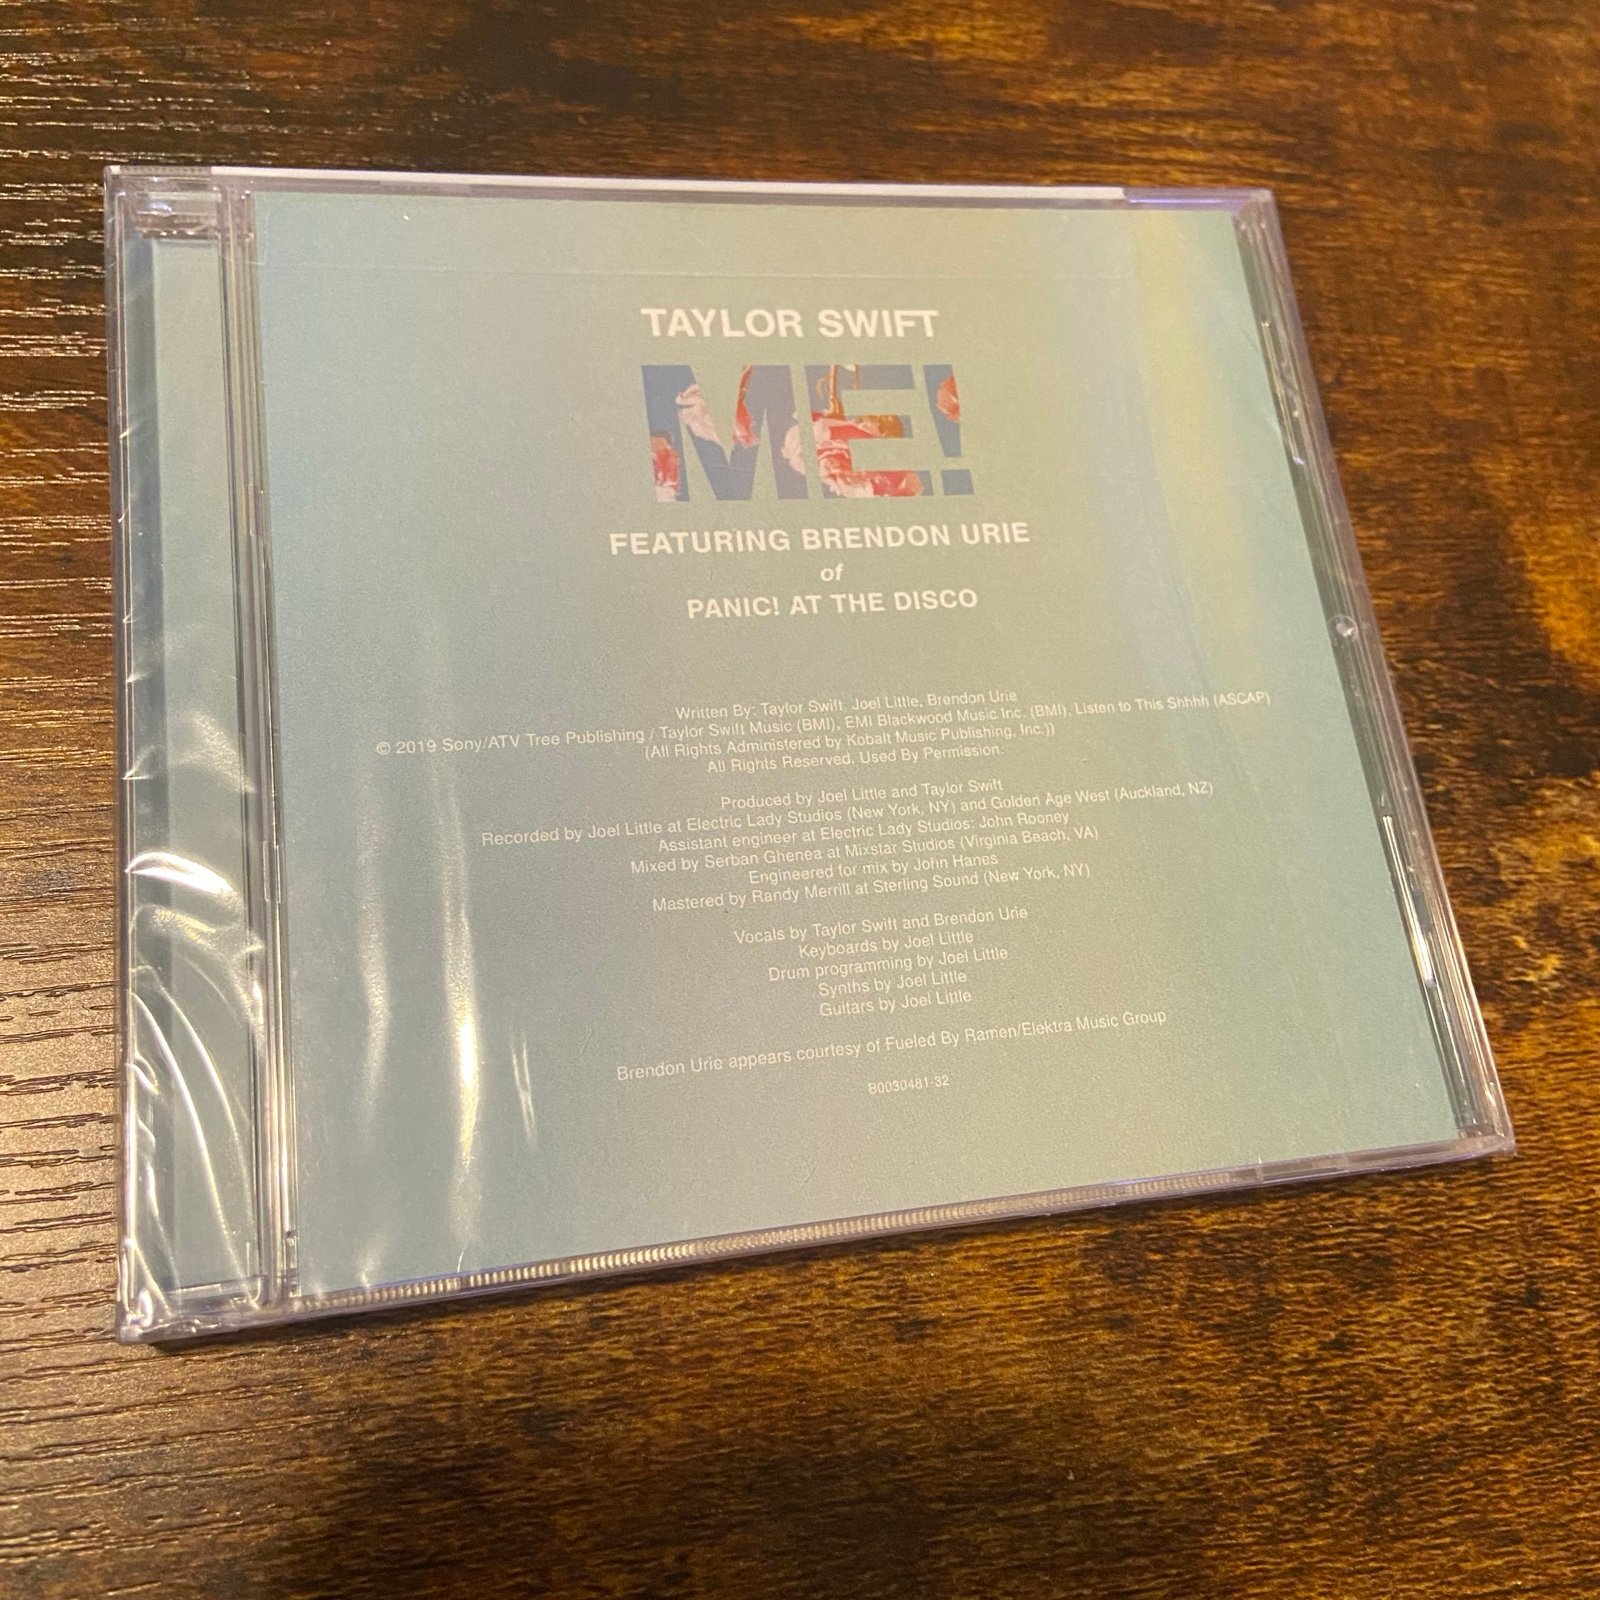 TAYLOR SWIFT
ME!
FEATURING BRENDON URIE
of
PANIC! AT THE DISCO
Written By: Taylor Swift, Joel Little, Brendon Urie
© 2019 Sony/ATV Tree Publishing / Taylor Swift Music (BMI), EMI Blackwood Music Inc. (BMI), Listen to This Shhhh (ASCAP)
(All Rights Administered by Kobalt Music Publishing, Inc.))
All Rights Reserved. Used By Permission.
Produced by Joel Little and Taylor Swift
Recorded by Joel Little at Electric Lady Studios (New York, NY) and Golden Age West (Auckland, NZ)
Assistant engineer at Electric Lady Studios: John Rooney
Mixed by Serban Ghenea at Mixstar Studios (Virginia Beach, VA)
Engineered for mix by John Hanes
Mastered by Randy Merrill at Sterling Sound (New York, NY)
Vocals by Taylor Swift and Brendon Urie
Keyboards by Joel Little
Drum programming by Joel Little
Synths by Joel Little
Guitars by Joel Little
Brendon Urie appears courtesy of Fueled By Ramen/Elektra Music Group
B0030481-32